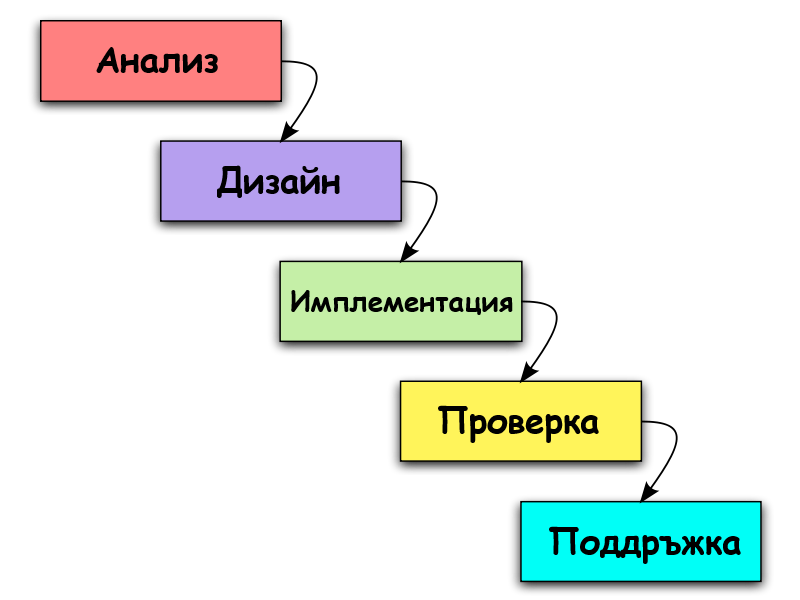 Анализ
Дизайн
Имплементация
Проверка
Поддръжка